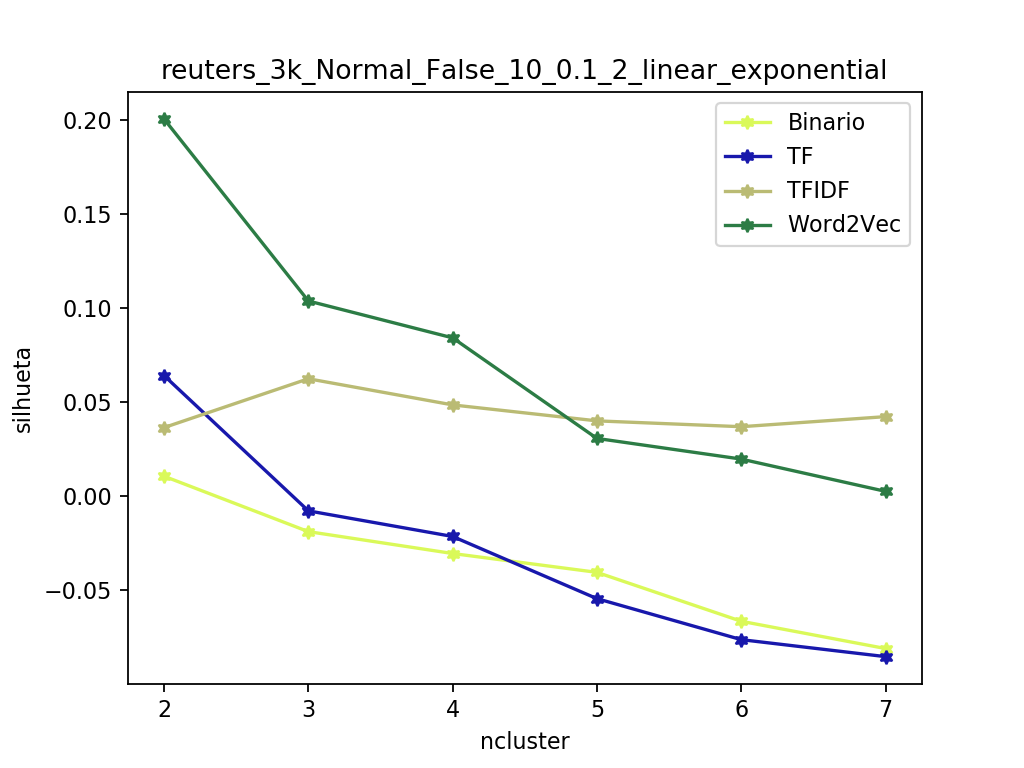 reuters_3k_Normal_False_10_0.1_2_linear_exponential
Binario
TF
TFIDF
Word2Vec
silhueta
0.20
0.15
0.10
0.05
0.00
−0.05
2 3 4 5 6 7
ncluster